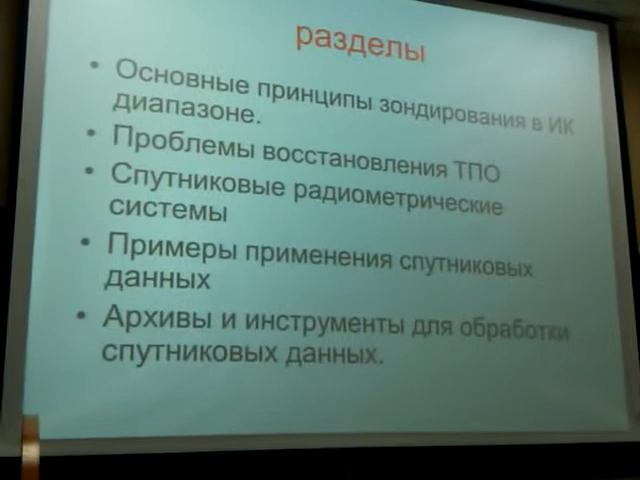 разделы
• Основные принципы зондирования в ИК
диапазоне.
• Проблемы восстановления ТПО
• Спутниковые радиометрические
системы
• Примеры применения спутниковых
данных
• Архивы и инструменты для обработки
спутниковых данных.